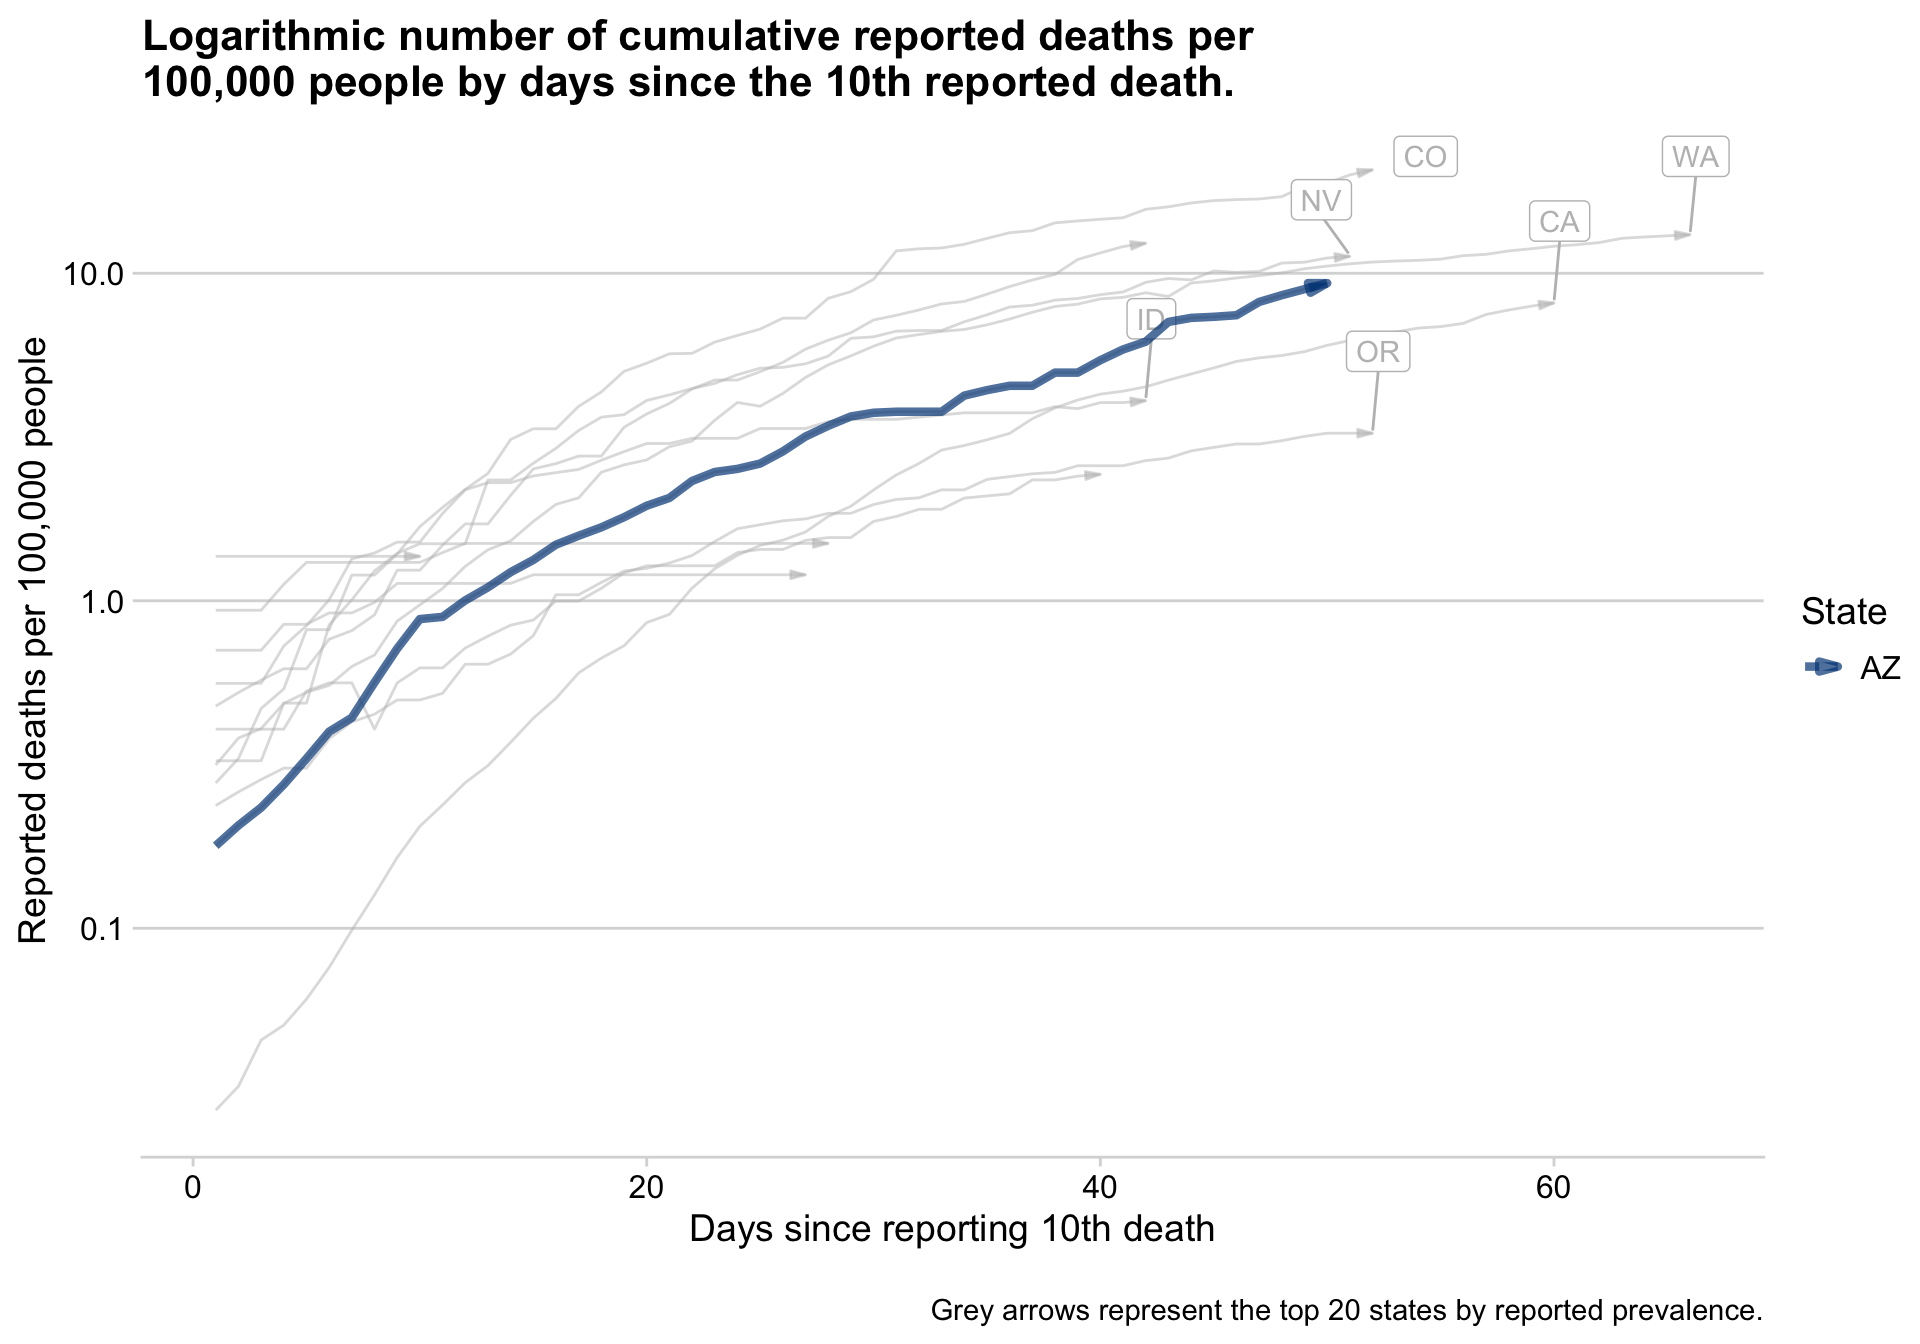 Logarithmic number of cumulative reported deaths per
100,000 people by days since the 10th reported death.
CO
WA
NV
CA
10.0
ID
OR
Reported deaths per 100,000 people
1.0
State
AZ
0.1
0
20
40
60
Days since reporting 10th death
Grey arrows represent the top 20 states by reported prevalence.